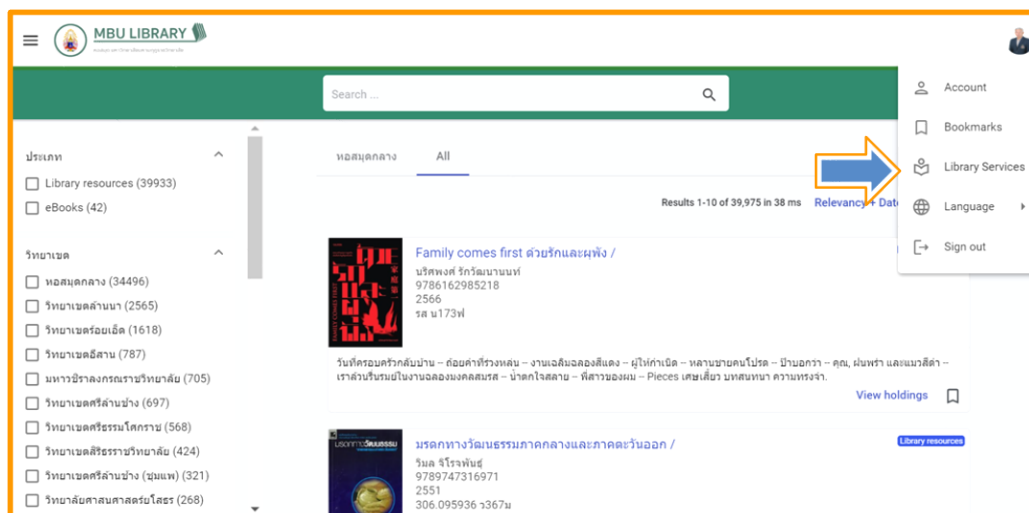 MBU LIBRARY
Search ...
Account
Bookmarks
Library Services
Language
Sign out
ประเภท
Library resources (39933)
eBooks (42)
วิทยาเขต
หอสมุดกลาง (34496)
วิทยาเขตล้านนา (2565)
วิทยาเขตร้อยเอ็ด (1618)
วิทยาเขตอีสาน (787)
มหาวชิราลงกรณราชวิทยาลัย (705)
วิทยาเขตศรีล้านช้าง (697)
วิทยาเขตศรีธรรมโศกราช (568)
วิทยาเขตสิรินธรราชวิทยาลัย (424)
วิทยาเขตศรีล้านช้าง (ชุมแพ) (321)
วิทยาลัยศาสนศาสตร์ยโสธร (268)
หอสมุดกลาง All
Results 1-10 of 39,975 in 38 ms Relevancy + Date
Family comes first ด้วยรักและผุพัง /
นริศพงศ์ รักวัฒนานนท์
9786162985218
2566
รส น173ฟ
วันที่ครอบครัวกลับบ้าน -- ถ้อยคำที่ร่วงหล่น -- งานเฉลิมฉลองสีแดง -- ผู้ให้กำเนิด -- หลานชายคนโปรด -- ป้าบอกว่า -- คุณ, ฝนพรำ และแมวสีดำ --
เราล้วนรื่นรมย์ในงานฉลองมงคลสมรส -- น้ำตกใจสลาย -- พี่สาวของผม -- Pieces เศษเสี้ยว บทสนทนา ความทรงจำ.
View holdings
มรดกทางวัฒนธรรมภาคกลางและภาคตะวันออก /
Library resources
วิมล จิโรจพันธุ์
9789747316971
2551
306.095936 ว367ม